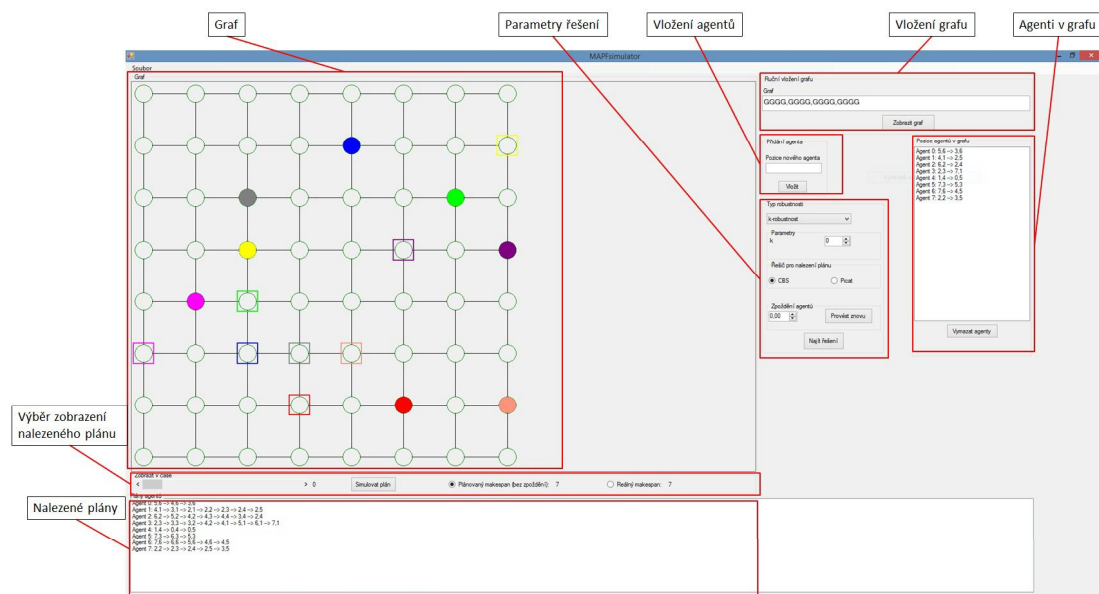 Graf
Parametry řešení
Vložení agentů
Vložení grafu
Agenti v grafu
MAPFsimulator
Soubor
Graf
Ruční vložení grafu
Graf
GGGG,GGGG,GGGG,GGGG
Zobrazit graf
Přidání agenta
Pozice nového agenta
Vložit
Pozice agentů v grafu
Agent 0: 5,6 -> 3,6
Agent 1: 4,1 -> 2,5
Agent 2: 6,2 -> 2,4
Agent 3: 2,3 -> 7,1
Agent 4: 1,4 -> 0,5
Agent 5: 7,3 -> 5,3
Agent 6: 7,6 -> 4,5
Agent 7: 2,2 -> 3,5
Vymazat agenty
Typ robustnosti
k-robustnost
Parametry
k
0
Řešič pro nalezení plánu
CBS
Picat
Zpoždění agentů
0,00
Provést znovu
Najít řešení
Výběr zobrazení
nalezeného plánu
Zobrazit v čase
< > 0
Simulovat plán
Plánovaný makespan (bez zpoždění): 7
Reálný makespan: 7
Nalezené plány
Plány agentů
Agent 0: 5,6 -> 4,6 -> 3,6
Agent 1: 4,1 -> 3,1 -> 2,1 -> 2,2 -> 2,3 -> 2,4 -> 2,5
Agent 2: 6,2 -> 5,2 -> 4,2 -> 4,3 -> 4,4 -> 3,4 -> 2,4
Agent 3: 2,3 -> 3,3 -> 3,2 -> 4,2 -> 4,1 -> 5,1 -> 6,1 -> 7,1
Agent 4: 1,4 -> 0,4 -> 0,5
Agent 5: 7,3 -> 6,3 -> 5,3
Agent 6: 7,6 -> 6,6 -> 5,6 -> 4,6 -> 4,5
Agent 7: 2,2 -> 2,3 -> 2,4 -> 2,5 -> 3,5